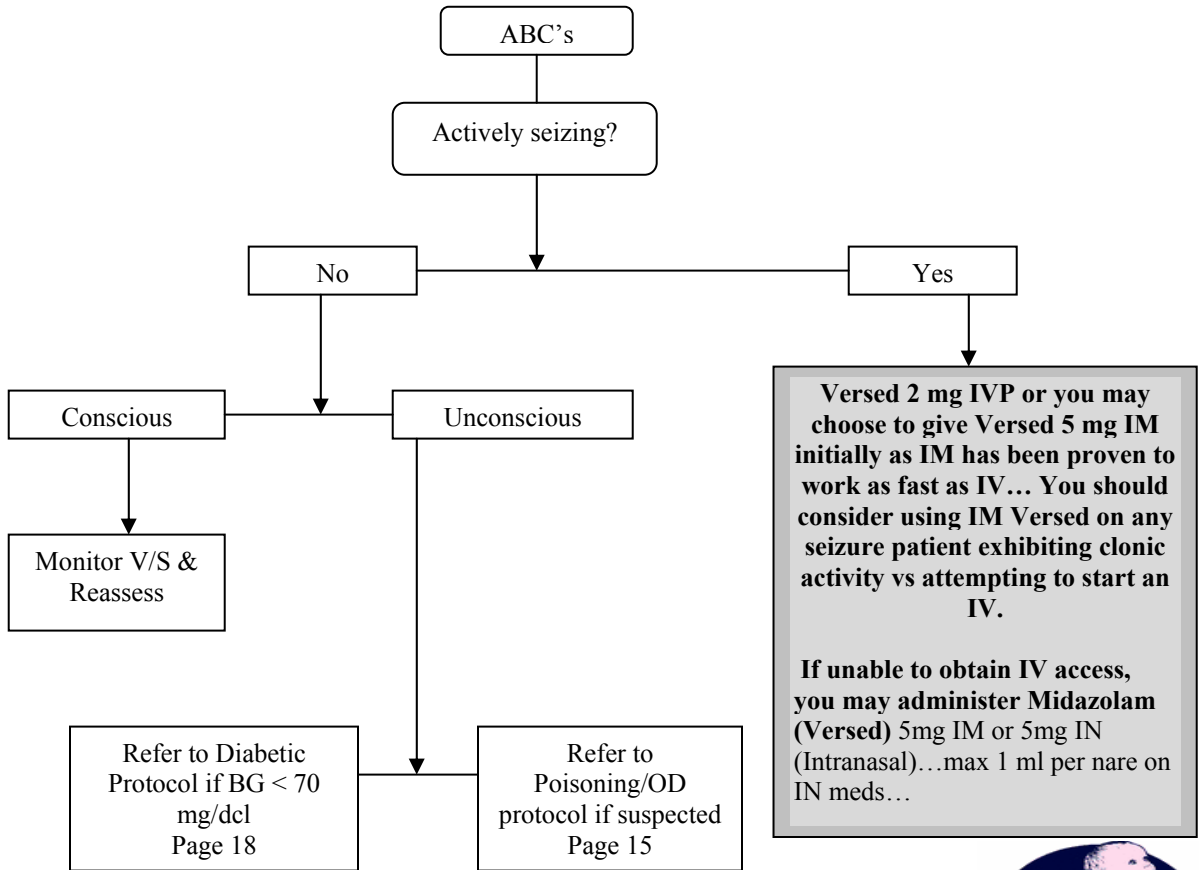 ABC’s
Actively seizing?
No
Yes
Conscious
Unconscious
Versed 2 mg IVP or you may
choose to give Versed 5 mg IM
initially as IM has been proven to
work as fast as IV… You should
consider using IM Versed on any
seizure patient exhibiting clonic
activity vs attempting to start an
IV.
If unable to obtain IV access,
you may administer Midazolam
(Versed) 5mg IM or 5mg IN
(Intranasal)…max 1 ml per nare on
IN meds…
Monitor V/S &
Reassess
Refer to Diabetic
Protocol if BG < 70
mg/dcl
Page 18
Refer to
Poisoning/OD
protocol if suspected
Page 15